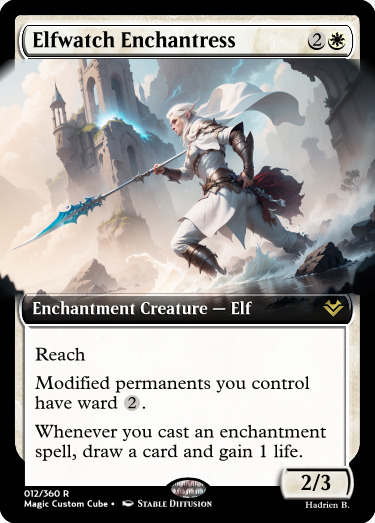 Elfwatch Enchantress 2
Enchantment Creature — Elf
Reach
Modified permanents you control
have ward 2.
Whenever you cast an enchantment
spell, draw a card and gain 1 life.
2/3
012/360 R
Magic Custom Cube • Stable Diffusion
Hadrien B.